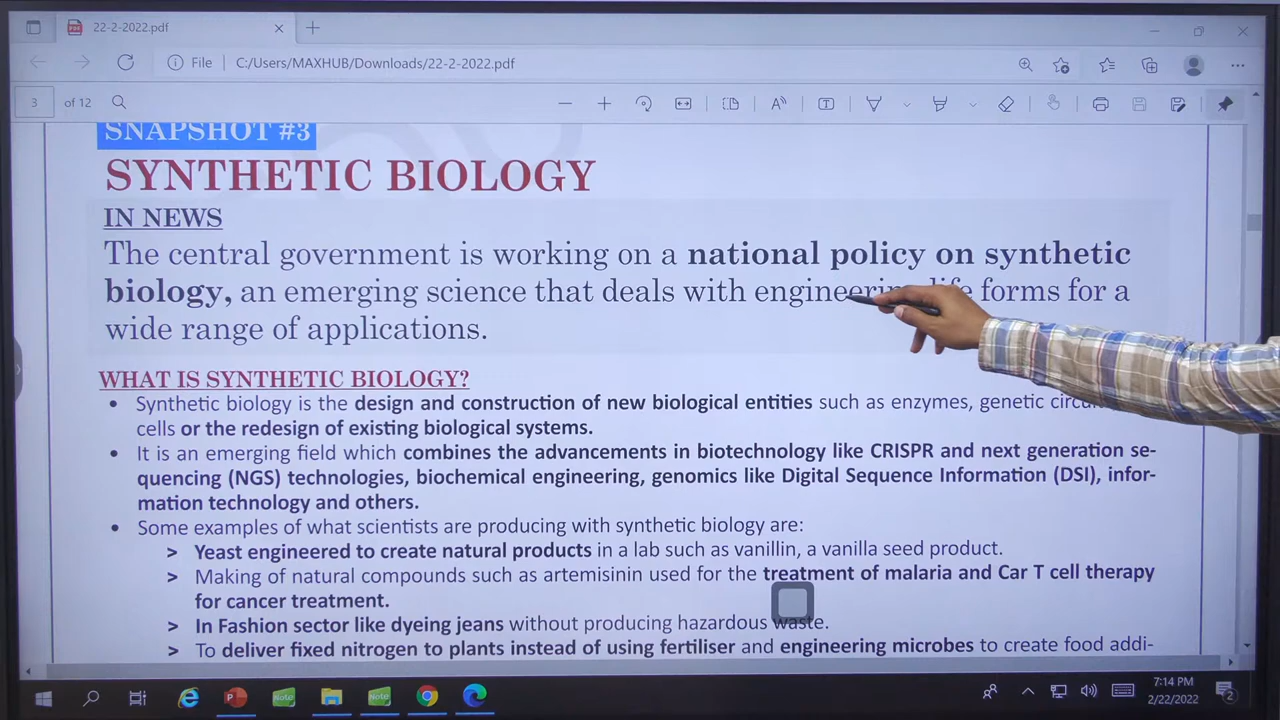 22-2-2022.pdf
File C:/Users/MAXHUB/Downloads/22-2-2022.pdf
3 of 12
SNAPSHOT #3
SYNTHETIC BIOLOGY
IN NEWS
The central government is working on a national policy on synthetic
biology, an emerging science that deals with engineering life forms for a
wide range of applications.
WHAT IS SYNTHETIC BIOLOGY?
• Synthetic biology is the design and construction of new biological entities such as enzymes, genetic
cells or the redesign of existing biological systems.
• It is an emerging field which combines the advancements in biotechnology like CRISPR and next generation se-
quencing (NGS) technologies, biochemical engineering, genomics like Digital Sequence Information (DSI), infor-
mation technology and others.
• Some examples of what scientists are producing with synthetic biology are:
> Yeast engineered to create natural products in a lab such as vanillin, a vanilla seed product.
> Making of natural compounds such as artemisinin used for the treatment of malaria and Car T cell therapy
for cancer treatment.
> In Fashion sector like dyeing jeans without producing hazardous waste.
> To deliver fixed nitrogen to plants instead of using fertiliser and engineering microbes to create food addi-
Note
Note
7:14 PM
2/22/2022
2